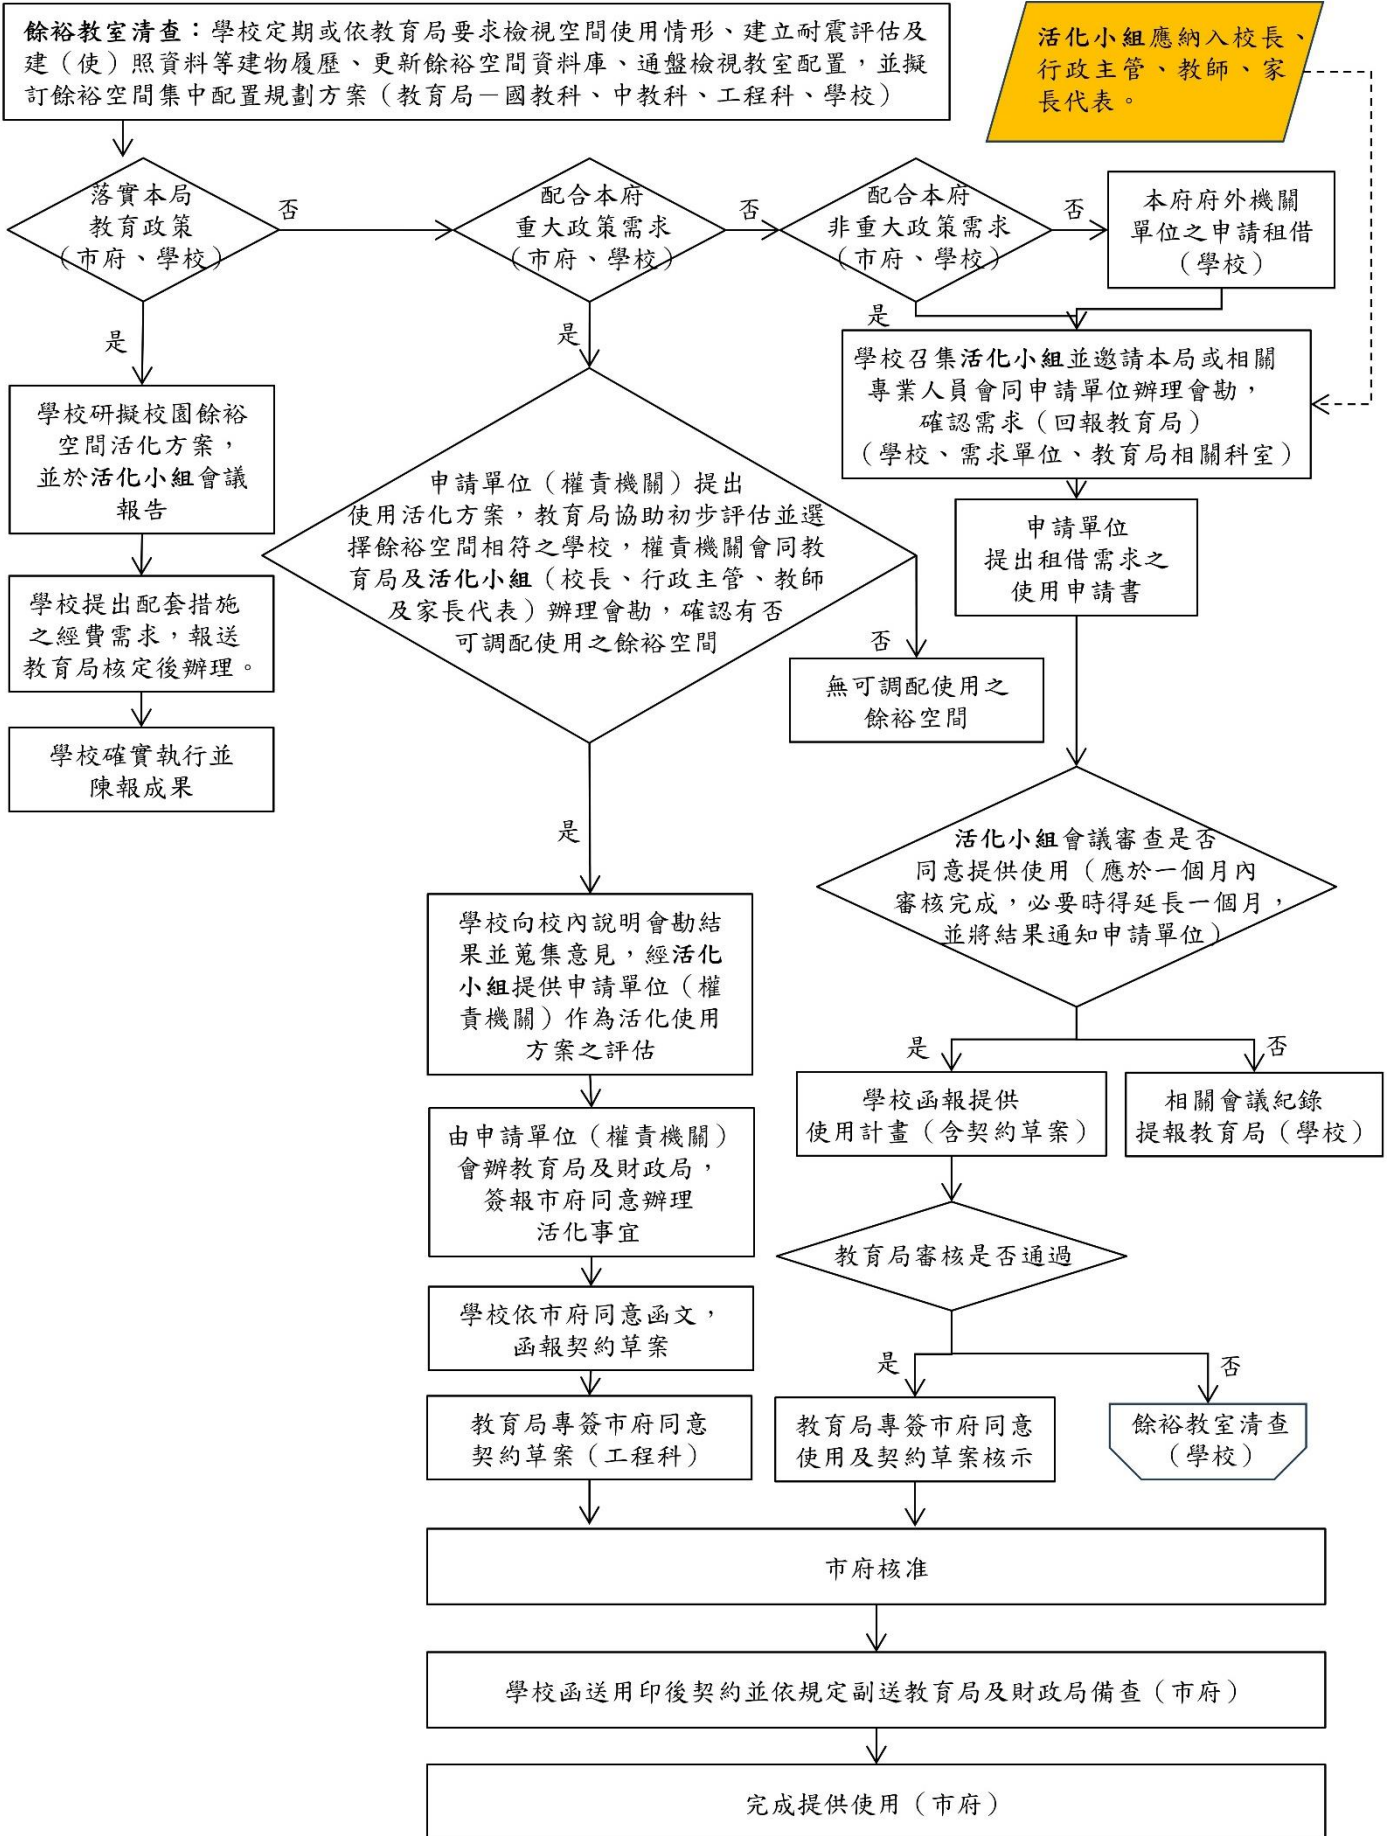 餘裕教室清查：學校定期或依教育局要求檢視空間使用情形、建立耐震評估及
建（使）照資料等建物履歷、更新餘裕空間資料庫、通盤檢視教室配置，並擬
訂餘裕空間集中配置規劃方案（教育局－國教科、中教科、工程科、學校）
活化小組應納入校長、
行政主管、教師、家
長代表。
落實本局
教育政策
（市府、學校）
否
配合本府
重大政策需求
（市府、學校）
否
配合本府
非重大政策需求
（市府、學校）
否
本府府外機關
單位之申請租借
（學校）
是
學校研擬校園餘裕
空間活化方案，
並於活化小組會議
報告
學校提出配套措施
之經費需求，報送
教育局核定後辦理。
學校確實執行並
陳報成果
是
申請單位（權責機關）提出
使用活化方案，教育局協助初步評估並選
擇餘裕空間相符之學校，權責機關會同教
育局及活化小組（校長、行政主管、教師
及家長代表）辦理會勘，確認有否
可調配使用之餘裕空間
否
無可調配使用之
餘裕空間
是
學校向校內說明會勘結
果並蒐集意見，經活化
小組提供申請單位（權
責機關）作為活化使用
方案之評估
由申請單位（權責機關）
會辦教育局及財政局，
簽報市府同意辦理
活化事宜
學校依市府同意函文，
函報契約草案
教育局專簽市府同意
契約草案（工程科）
是
學校召集活化小組並邀請本局或相關
專業人員會同申請單位辦理會勘，
確認需求（回報教育局）
（學校、需求單位、教育局相關科室）
申請單位
提出租借需求之
使用申請書
活化小組會議審查是否
同意提供使用（應於一個月內
審核完成，必要時得延長一個月，
並將結果通知申請單位）
是
學校函報提供
使用計畫（含契約草案）
否
相關會議紀錄
提報教育局（學校）
教育局審核是否通過
是
教育局專簽市府同意
使用及契約草案核示
否
餘裕教室清查
（學校）
市府核准
學校函送用印後契約並依規定副送教育局及財政局備查（市府）
完成提供使用（市府）